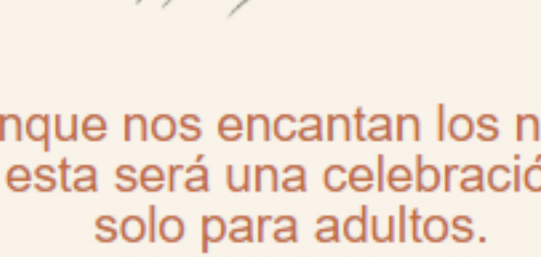 nque nos encantan los n
esta será una celebració
solo para adultos.